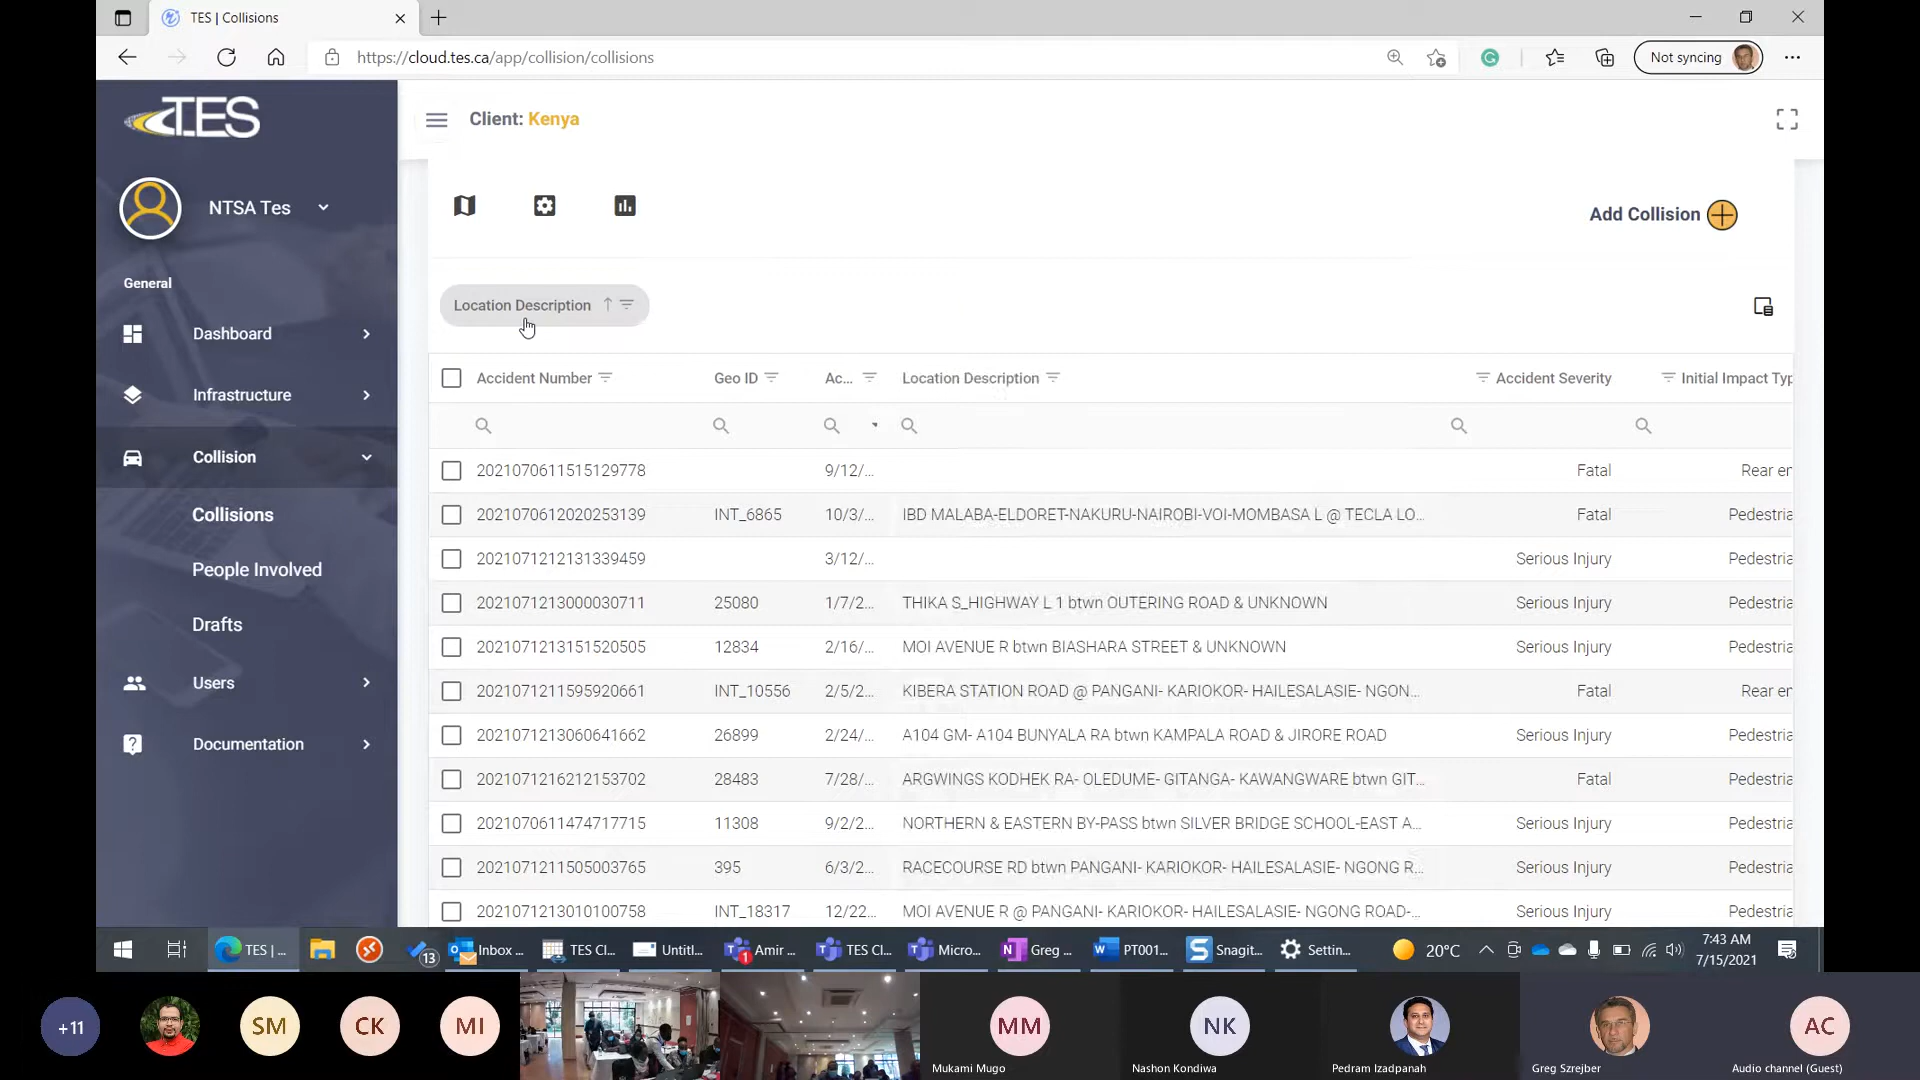 TES | Collisions
https://cloud.tes.ca/app/collision/collisions
Not syncing
TES
Client: Kenya
NTSA Tes
Add Collision
General
Dashboard
Infrastructure
Collision
Collisions
People Involved
Drafts
Users
Documentation
Location Description
Accident Number Geo ID Ac... Location Description Accident Severity Initial Impact Typ
2021070611515129778 9/12/... Fatal Rear en
2021070612020253139 INT_6865 10/3/... IBD MALABA-ELDORET-NAKURU-NAIROBI-VOI-MOMBASA L @ TECLA LO... Fatal Pedestria
2021071212131339459 3/12/... Serious Injury Pedestria
2021071213000030711 25080 1/7/2... THIKA S_HIGHWAY L 1 btwn OUTERING ROAD & UNKNOWN Serious Injury Pedestria
2021071213151520505 12834 2/16/... MOI AVENUE R btwn BIASHARA STREET & UNKNOWN Serious Injury Pedestria
2021071211595920661 INT_10556 2/5/2... KIBERA STATION ROAD @ PANGANI- KARIOKOR- HAILESALASIE- NGON... Fatal Rear en
2021071213060641662 26899 2/24/... A104 GM- A104 BUNYALA RA btwn KAMPALA ROAD & JIRORE ROAD Serious Injury Pedestria
2021071216212153702 28483 7/28/... ARGWINGS KODHEK RA- OLEDUME- GITANGA- KAWANGWARE btwn GIT... Fatal Pedestria
2021070611474717715 11308 9/2/2... NORTHERN & EASTERN BY-PASS btwn SILVER BRIDGE SCHOOL-EAST A... Serious Injury Pedestria
2021071211505003765 395 6/3/2... RACECOURSE RD btwn PANGANI- KARIOKOR- HAILESALASIE- NGONG R... Serious Injury Pedestria
2021071213010100758 INT_18317 12/22... MOI AVENUE R @ PANGANI- KARIOKOR- HAILESALASIE- NGONG ROAD-... Serious Injury Pedestria
TES | ... 13 Inbox ... TES Cl... Untitl... 1 Amir ... TES Cl... Micro... Greg ... PT001... Snagit... Settin... 20°C 7:43 AM
7/15/2021
+11 SM CK MI MM NK AC
Mukami Mugo Nashon Kondiwa Pedram Izadpanah Greg Szrejber Audio channel (Guest)